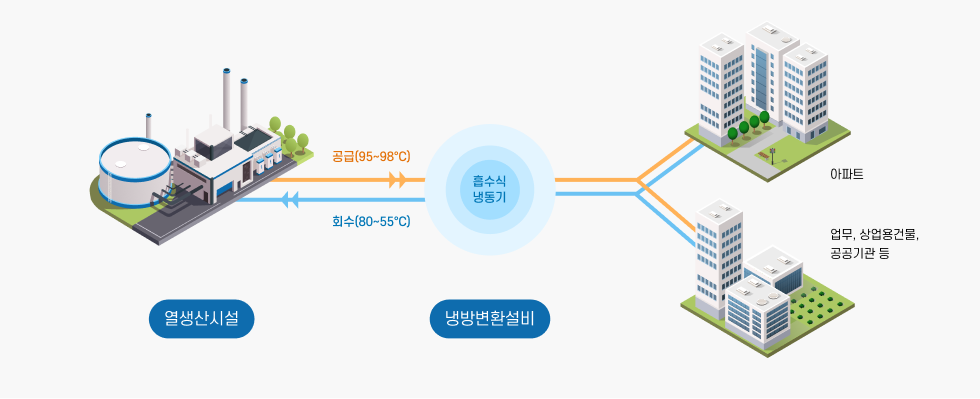 공급(95~98℃)
흡수식
냉동기
회수(80~55℃)
아파트
업무, 상업용건물,
공공기관 등
열생산시설
냉방변환설비